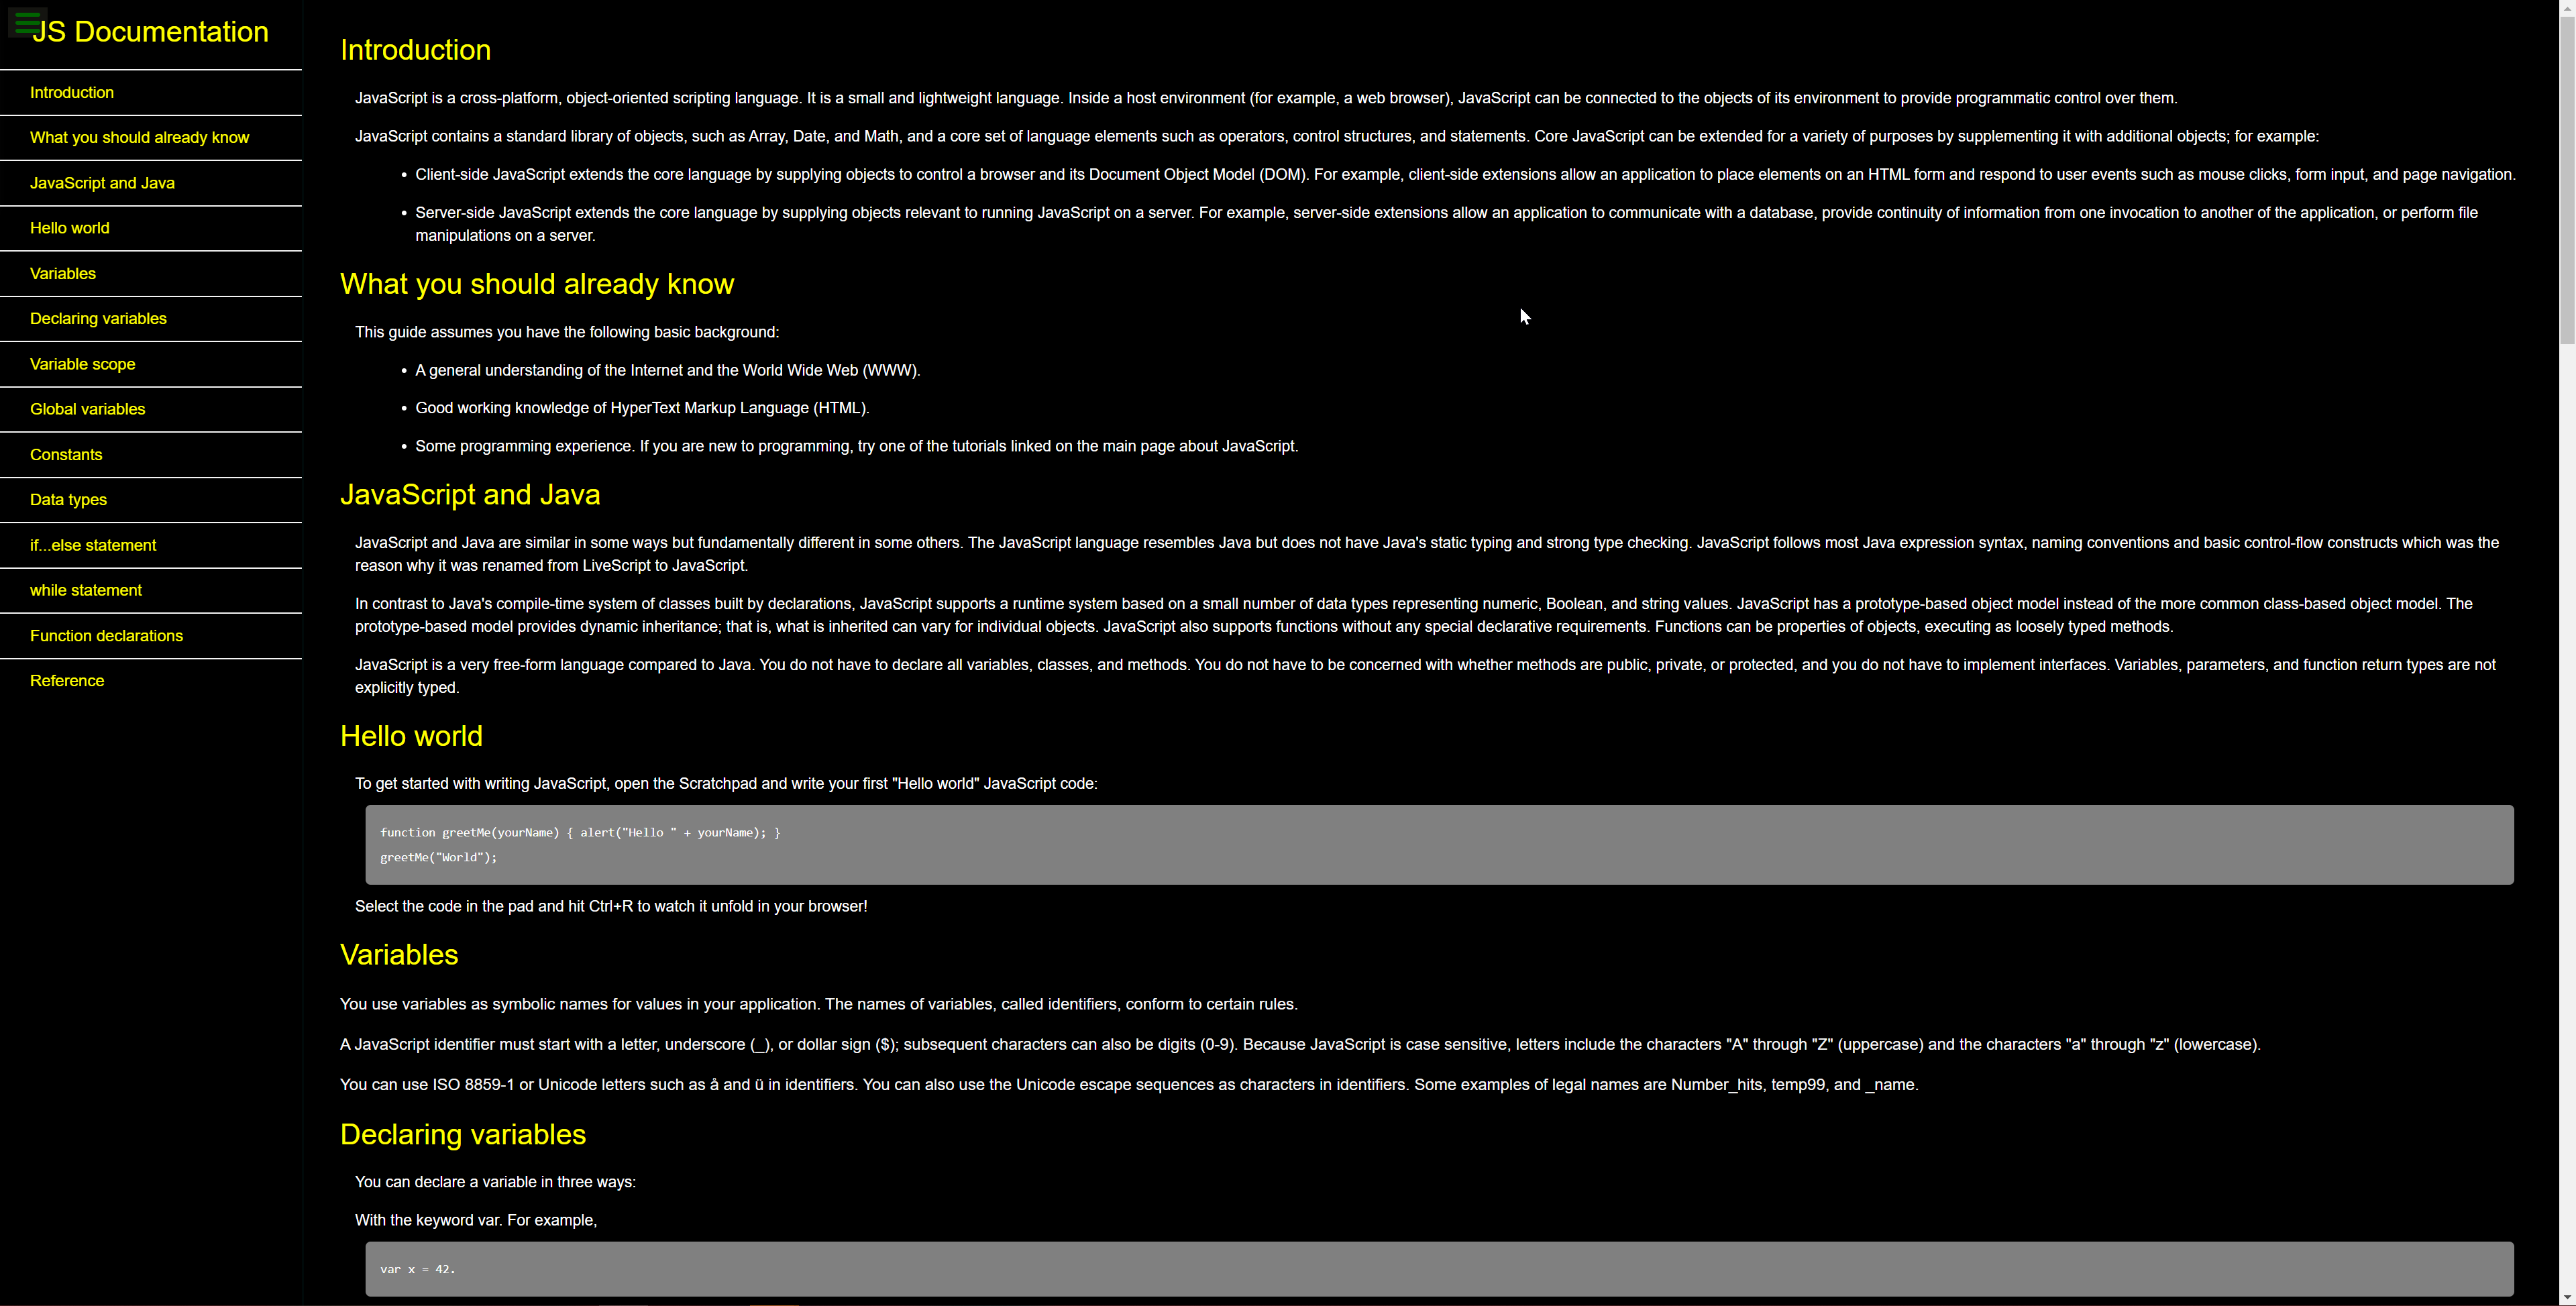 JS Documentation
Introduction
What you should already know
JavaScript and Java
Hello world
Variables
Declaring variables
Variable scope
Global variables
Constants
Data types
if...else statement
while statement
Function declarations
Reference
Introduction
JavaScript is a cross-platform, object-oriented scripting language. It is a small and lightweight language. Inside a host environment (for example, a web browser), JavaScript can be connected to the objects of its environment to provide programmatic control over them.
JavaScript contains a standard library of objects, such as Array, Date, and Math, and a core set of language elements such as operators, control structures, and statements. Core JavaScript can be extended for a variety of purposes by supplementing it with additional objects; for example:
• Client-side JavaScript extends the core language by supplying objects to control a browser and its Document Object Model (DOM). For example, client-side extensions allow an application to place elements on an HTML form and respond to user events such as mouse clicks, form input, and page navigation.
• Server-side JavaScript extends the core language by supplying objects relevant to running JavaScript on a server. For example, server-side extensions allow an application to communicate with a database, provide continuity of information from one invocation to another of the application, or perform file
manipulations on a server.
What you should already know
This guide assumes you have the following basic background:
• A general understanding of the Internet and the World Wide Web (WWW).
• Good working knowledge of HyperText Markup Language (HTML).
• Some programming experience. If you are new to programming, try one of the tutorials linked on the main page about JavaScript.
JavaScript and Java
JavaScript and Java are similar in some ways but fundamentally different in some others. The JavaScript language resembles Java but does not have Java's static typing and strong type checking. JavaScript follows most Java expression syntax, naming conventions and basic control-flow constructs which was the
reason why it was renamed from LiveScript to JavaScript.
In contrast to Java's compile-time system of classes built by declarations, JavaScript supports a runtime system based on a small number of data types representing numeric, Boolean, and string values. JavaScript has a prototype-based object model instead of the more common class-based object model. The
prototype-based model provides dynamic inheritance; that is, what is inherited can vary for individual objects. JavaScript also supports functions without any special declarative requirements. Functions can be properties of objects, executing as loosely typed methods.
JavaScript is a very free-form language compared to Java. You do not have to declare all variables, classes, and methods. You do not have to be concerned with whether methods are public, private, or protected, and you do not have to implement interfaces. Variables, parameters, and function return types are not
explicitly typed.
Hello world
To get started with writing JavaScript, open the Scratchpad and write your first "Hello world" JavaScript code:
function greetMe(yourName) { alert("Hello " + yourName); }
greetMe("World");
Select the code in the pad and hit Ctrl+R to watch it unfold in your browser!
Variables
You use variables as symbolic names for values in your application. The names of variables, called identifiers, conform to certain rules.
A JavaScript identifier must start with a letter, underscore (_), or dollar sign ($); subsequent characters can also be digits (0-9). Because JavaScript is case sensitive, letters include the characters "A" through "Z" (uppercase) and the characters "a" through "z" (lowercase).
You can use ISO 8859-1 or Unicode letters such as å and ü in identifiers. You can also use the Unicode escape sequences as characters in identifiers. Some examples of legal names are Number_hits, temp99, and _name.
Declaring variables
You can declare a variable in three ways:
With the keyword var. For example,
var x = 42.